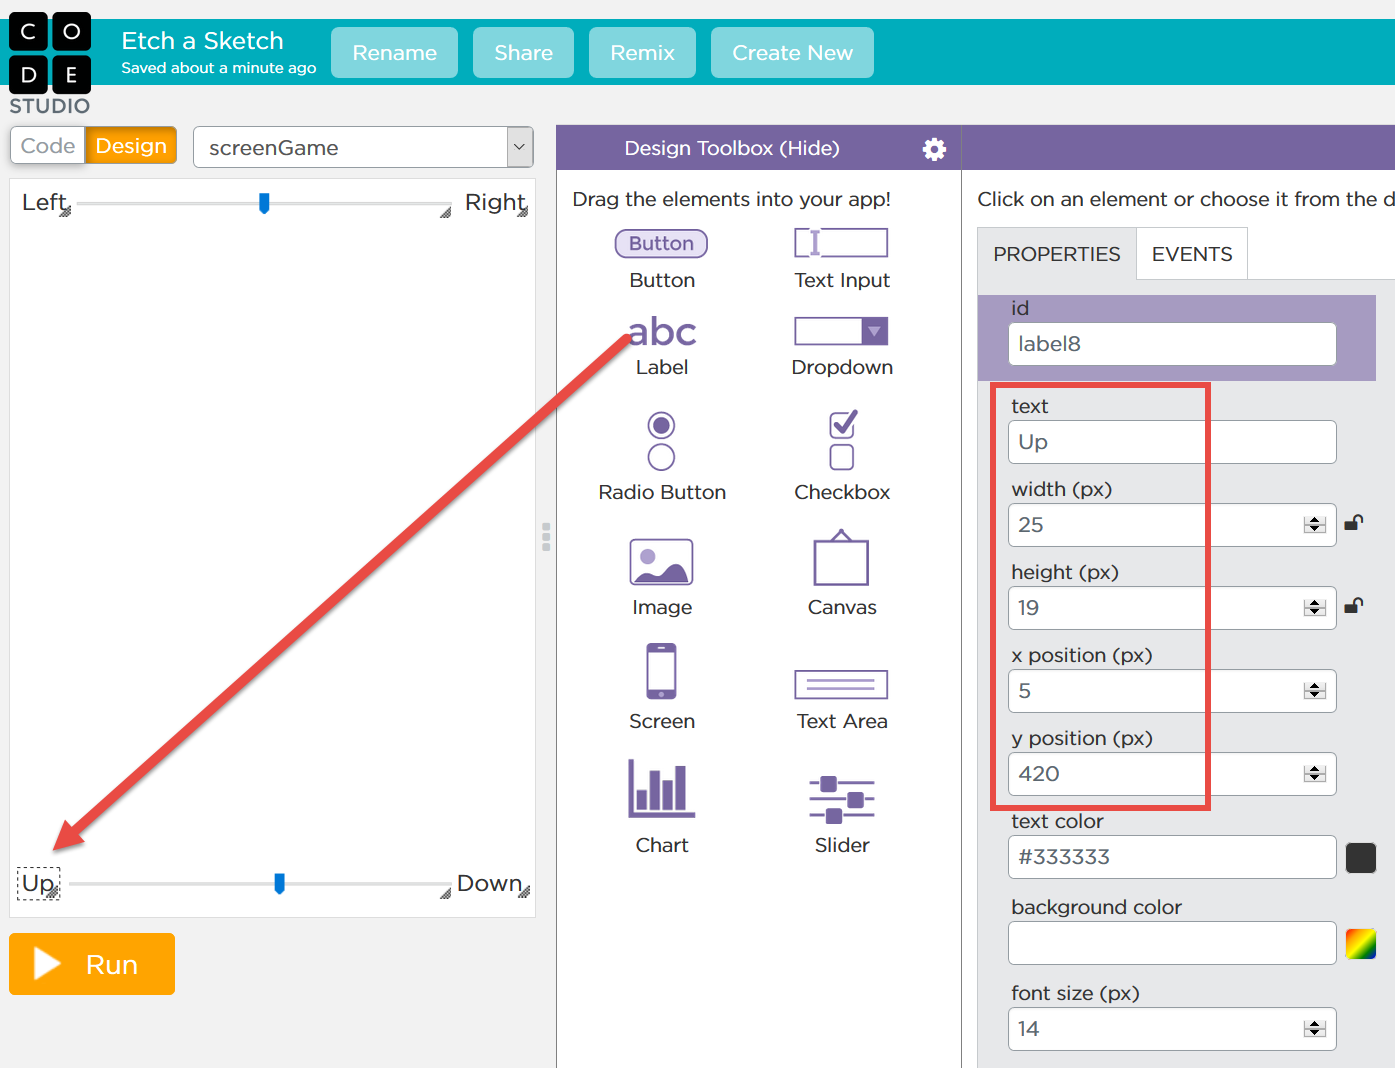 C O
D E
STUDIO
Etch a Sketch
Saved about a minute ago
Rename
Share
Remix
Create New
Code
Design
screenGame
Left
Right
Up
Down
Run
Design Toolbox (Hide)
Drag the elements into your app!
Button
Button
Text Input
abc
Label
Dropdown
Radio Button
Checkbox
Image
Canvas
Screen
Text Area
Chart
Slider
Click on an element or choose it from the d
PROPERTIES
EVENTS
id
label8
text
Up
width (px)
25
height (px)
19
x position (px)
5
y position (px)
420
text color
#333333
background color
font size (px)
14